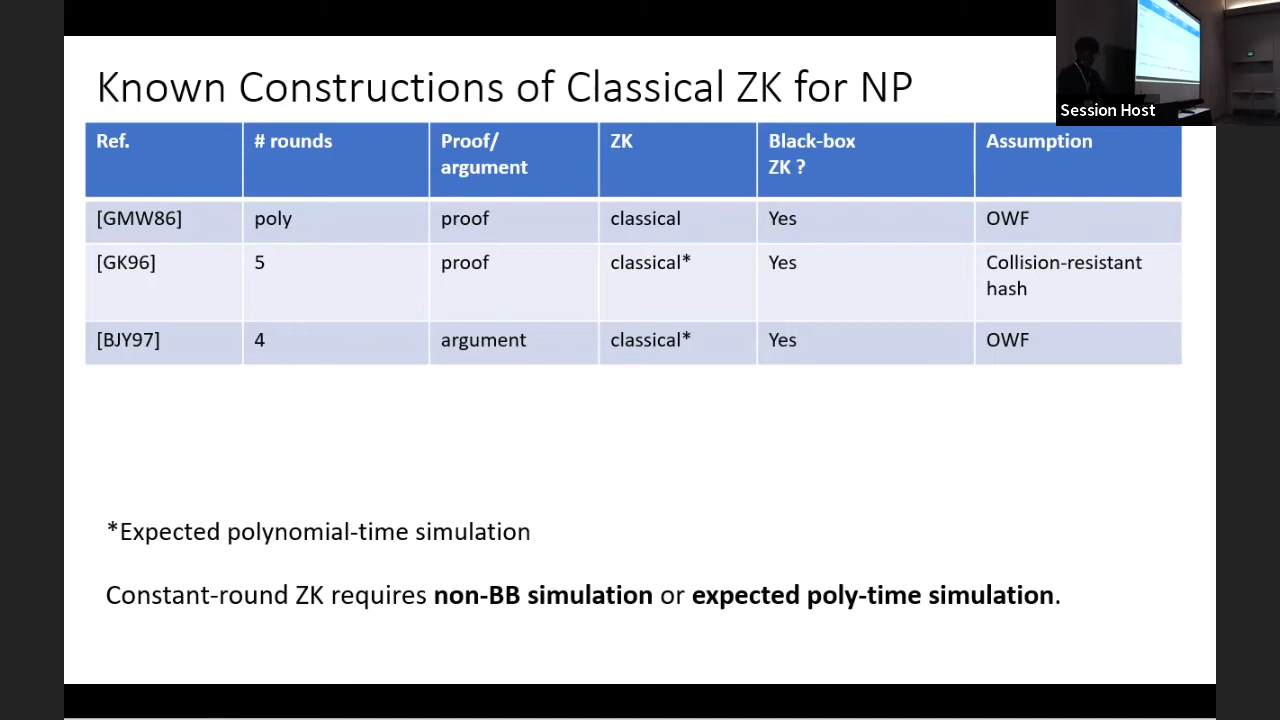 Known Constructions of Classical ZK for NP
Session Host
Ref. # rounds Proof/ argument ZK Black-box ZK ? Assumption
[GMW86] poly proof classical Yes OWF
[GK96] 5 proof classical* Yes Collision-resistant hash
[BJY97] 4 argument classical* Yes OWF
*Expected polynomial-time simulation
Constant-round ZK requires non-BB simulation or expected poly-time simulation.